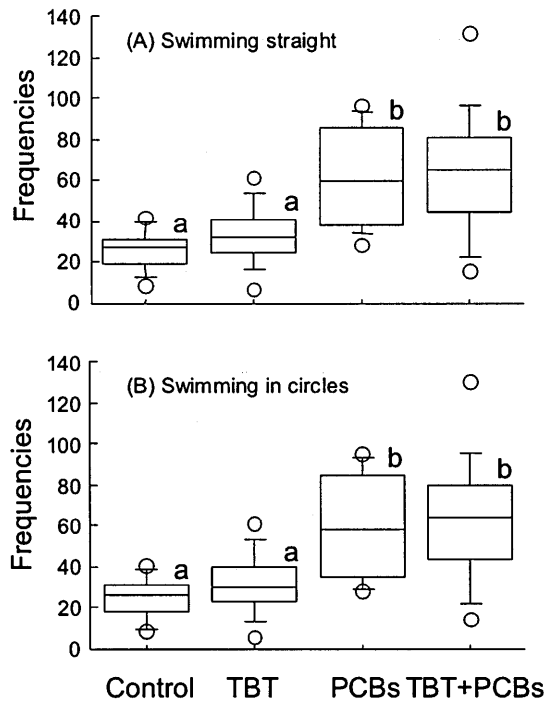 (A) Swimming straight
Frequencies
140
120
100
80
60
40
20
0
a
a
b
b
(B) Swimming in circles
Frequencies
140
120
100
80
60
40
20
0
a
a
b
b
Control TBT PCBs TBT+PCBs